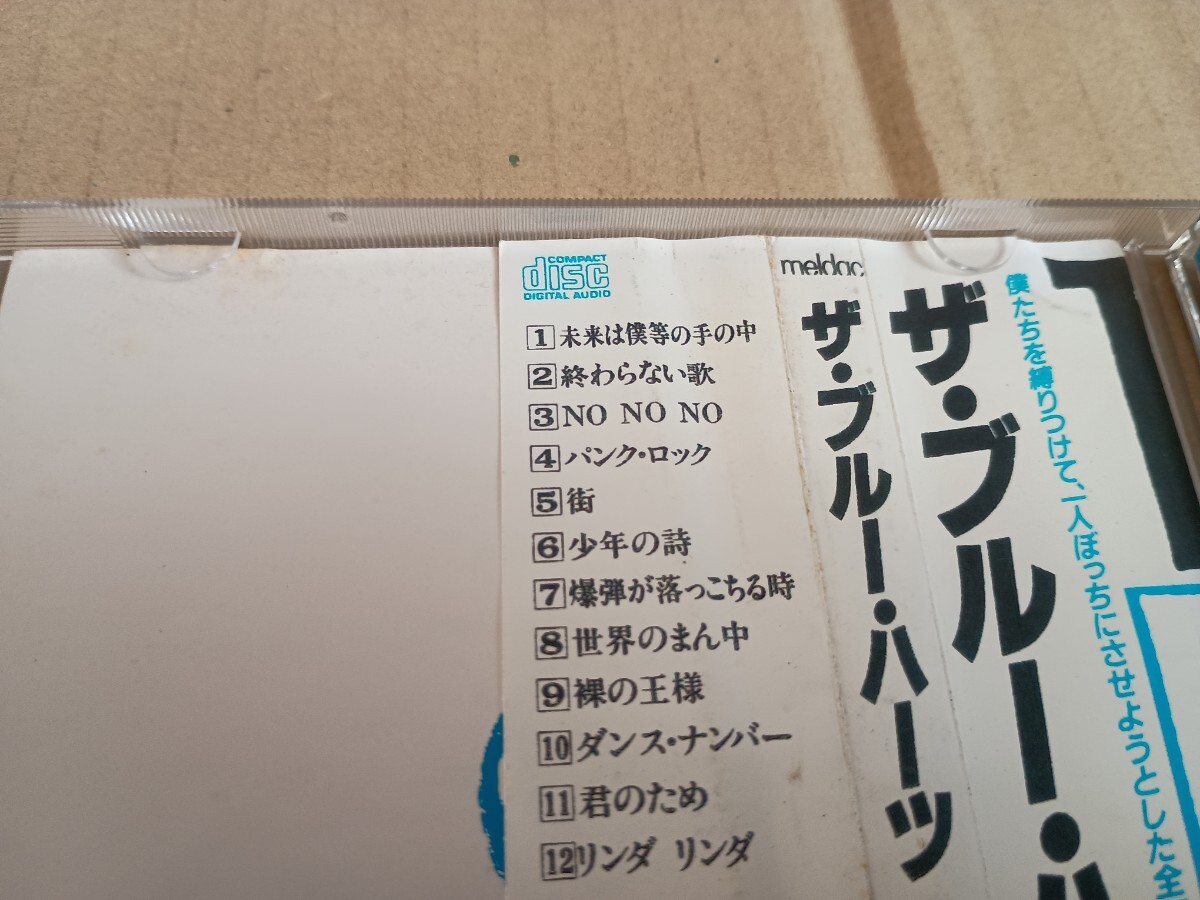 COMPACT
disc
DIGITAL AUDIO
1 未来は僕等の手の中
2 終わらない歌
3 NO NO NO
4 パンク・ロック
5 街
6 少年の詩
7 爆弾が落っこちる時
8 世界のまん中
9 裸の王様
10 ダンス・ナンバー
11 君のため
12 リンダ リンダ
meldac
ザ・ブルー・ハーツ
ザ・ブルー・ハ
僕たちを縛りつけて、一人ぼっちにさせようとした全